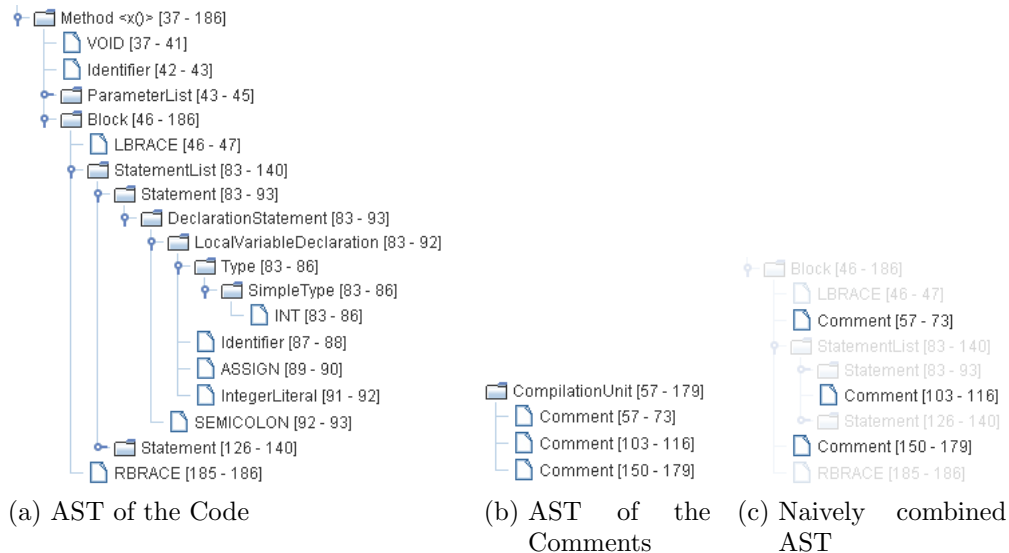 Method <x()> [37 - 186]
VOID [37 - 41]
Identifier [42 - 43]
ParameterList [43 - 45]
Block [46 - 186]
LBRACE [46 - 47]
StatementList [83 - 140]
Statement [83 - 93]
DeclarationStatement [83 - 93]
LocalVariableDeclaration [83 - 92]
Type [83 - 86]
SimpleType [83 - 86]
INT [83 - 86]
Identifier [87 - 88]
ASSIGN [89 - 90]
IntegerLiteral [91 - 92]
SEMICOLON [92 - 93]
Statement [126 - 140]
RBRACE [185 - 186]
(a) AST of the Code
CompilationUnit [57 - 179]
Comment [57 - 73]
Comment [103 - 116]
Comment [150 - 179]
(b) AST of the
Comments
Block [46 - 186]
LBRACE [46 - 47]
Comment [57 - 73]
StatementList [83 - 140]
Statement [83 - 93]
Comment [103 - 116]
Statement [126 - 140]
Comment [150 - 179]
RBRACE [185 - 186]
(c) Naively combined
AST